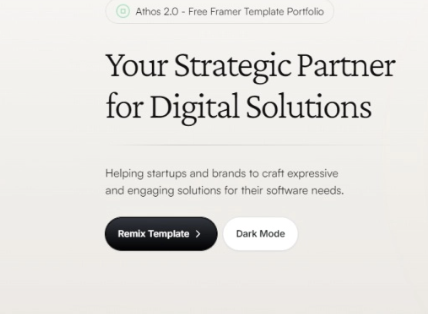 Athos 2.0 - Free Framer Template Portfolio
Your Strategic Partner
for Digital Solutions
Helping startups and brands to craft expressive
and engaging solutions for their software needs.
Remix Template
Dark Mode